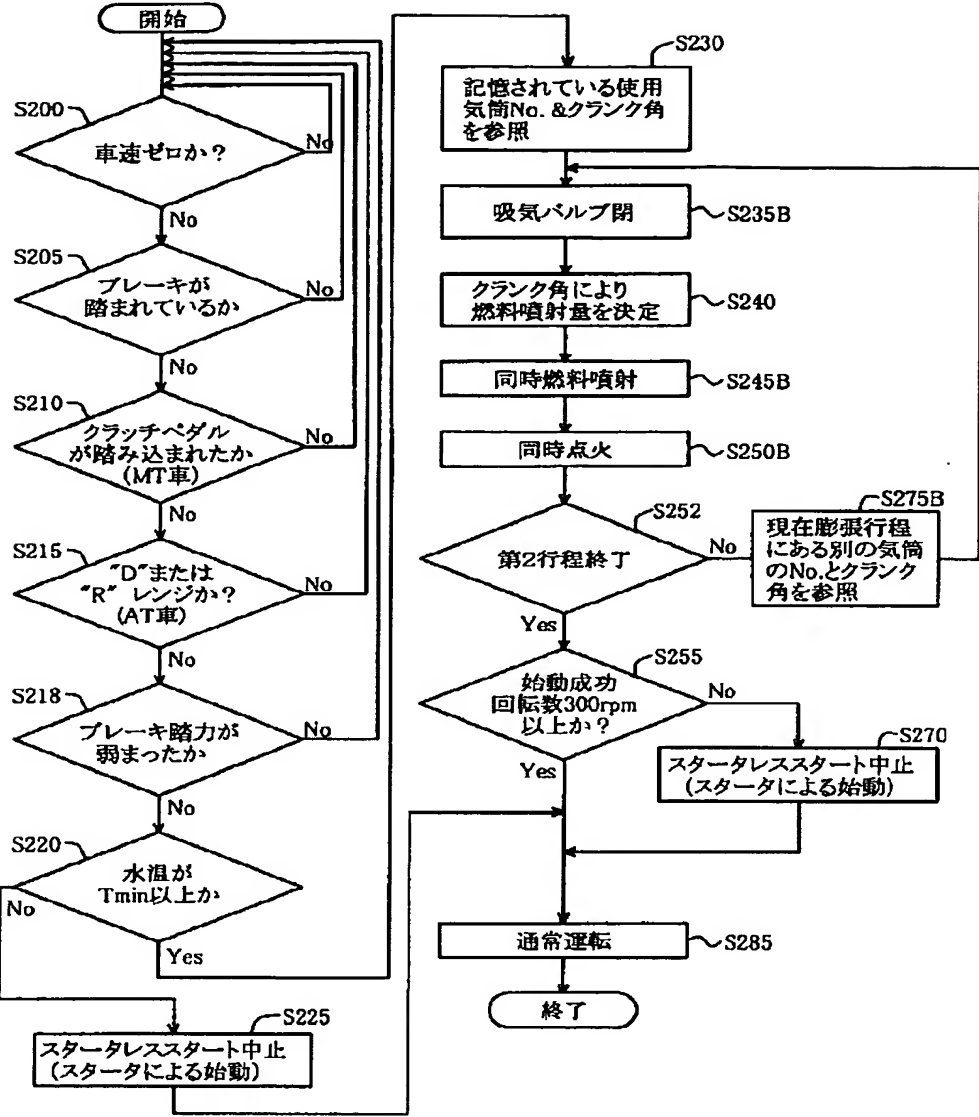 開始
S200
車速ゼロか?
No
No
S205
ブレーキが
踏まれているか
No
No
S210
クラッチペダル
が踏み込まれたか
(MT車)
No
No
S215
"D"または
"R" レンジか?
(AT車)
No
No
S218
ブレーキ踏力が
弱まったか
No
No
S220
水温が
Tmin以上か
No
Yes
S225
スタータレススタート中止
(スタータによる始動)
S230
記憶されている使用
気筒No.&クランク角
を参照
吸気バルブ閉
S235B
クランク角により
燃料噴射量を決定
S240
同時燃料噴射
S245B
同時点火
S250B
S252
第2行程終了
No
Yes
S275B
現在膨張行程
にある別の気筒
のNo.とクランク
角を参照
S255
始動成功
回転数300rpm
以上か?
No
Yes
S270
スタータレススタート中止
(スタータによる始動)
通常運転
S285
終了